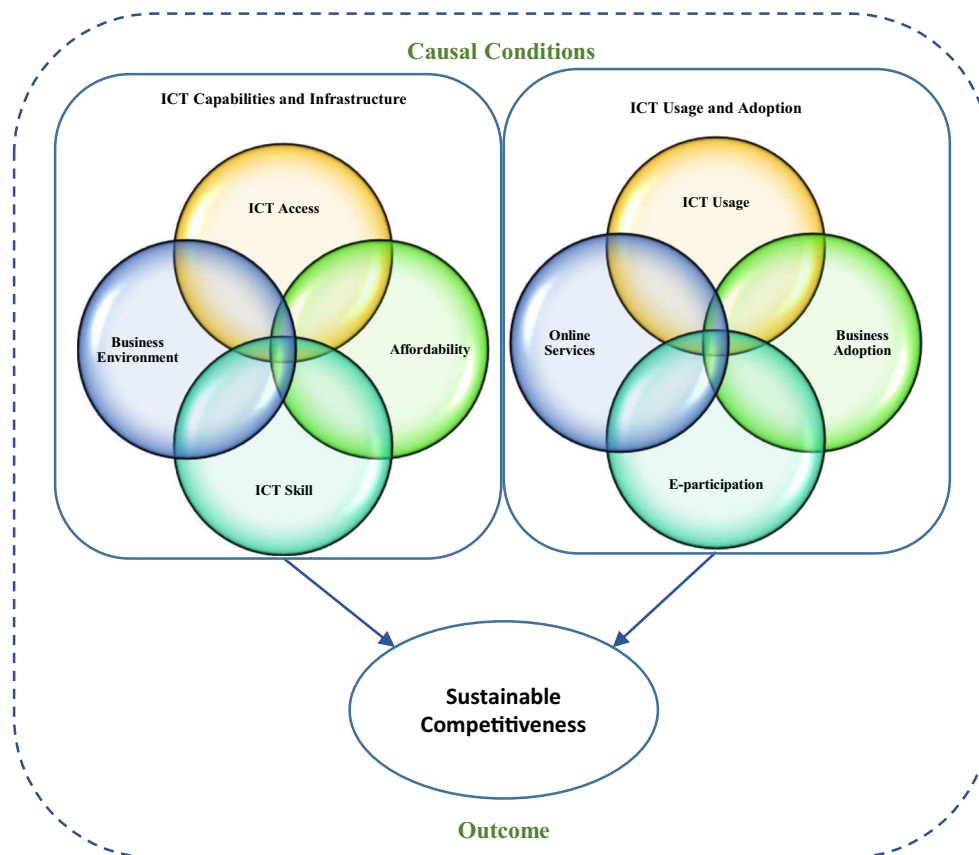 Causal Conditions
ICT Capabilities and Infrastructure
ICT Access
Business
Environment
Affordability
ICT Skill
ICT Usage and Adoption
ICT Usage
Online
Services
Business
Adoption
E-participation
Sustainable
Competitiveness
Outcome